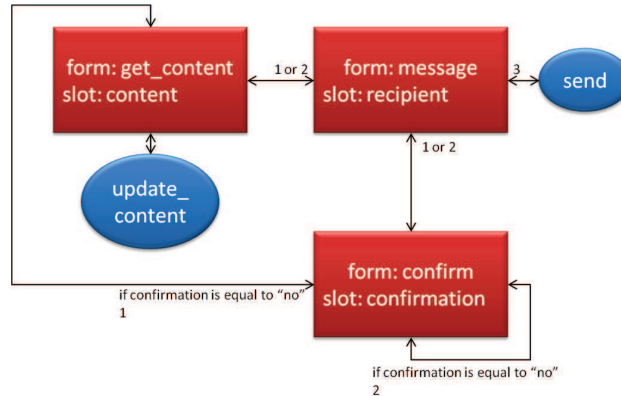 form: get_content
slot: content
1 or 2
form: message
slot: recipient
3
send
update_
content
1 or 2
form: confirm
slot: confirmation
if confirmation is equal to “no”
1
if confirmation is equal to “no”
2